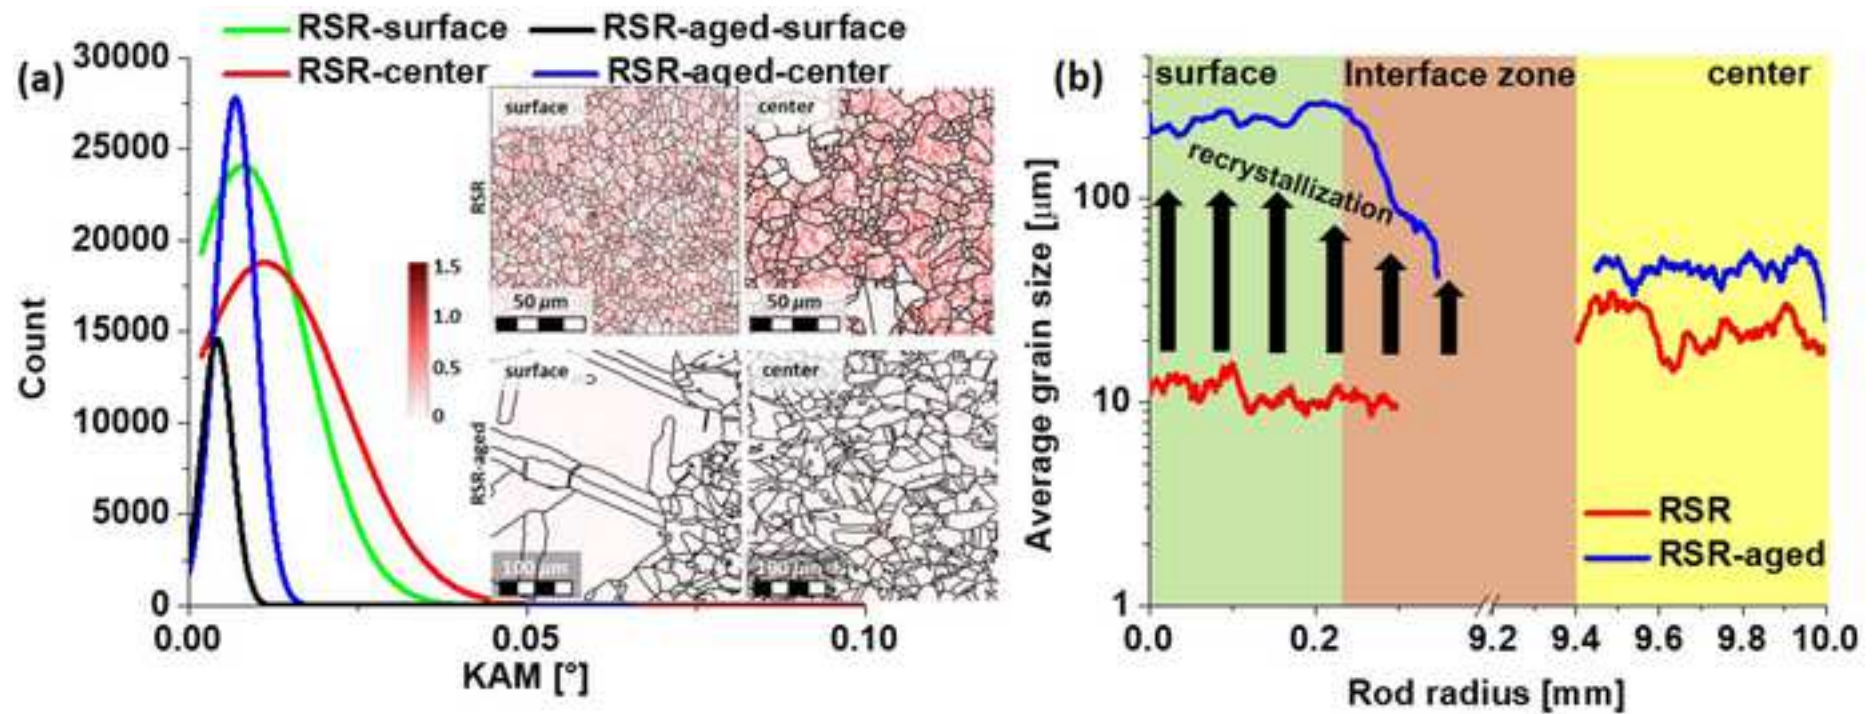 (a)
RSR-surface
RSR-aged-surface
RSR-center
RSR-aged-center
30000
25000
20000
15000
10000
5000
0
Count
0.00
0.05
0.10
KAM [°]
1.5
1.0
0.5
0
RSR
surface
50 µm
center
50 µm
RSR-aged
surface
100 µm
center
100 µm
(b)
surface
Interface zone
center
recrystallization
Average grain size [µm]
100
10
1
RSR
RSR-aged
0.0
0.2
9.2
9.4
9.6
9.8
10.0
Rod radius [mm]